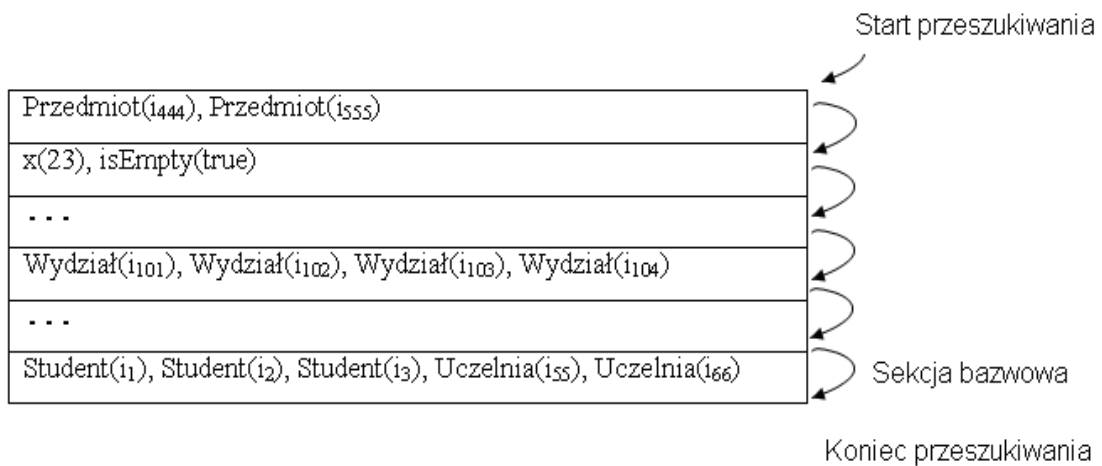 Start przeszukiwania
Przedmiot(i₄₄₄), Przedmiot(i₅₅₅)
x(23), isEmpty(true)
...
Wydział(i₁₀₁), Wydział(i₁₀₂), Wydział(i₁₀₃), Wydział(i₁₀₄)
...
Student(i₁), Student(i₂), Student(i₃), Uczelnia(i₅₅), Uczelnia(i₆₆)
Sekcja bazwowa
Koniec przeszukiwania